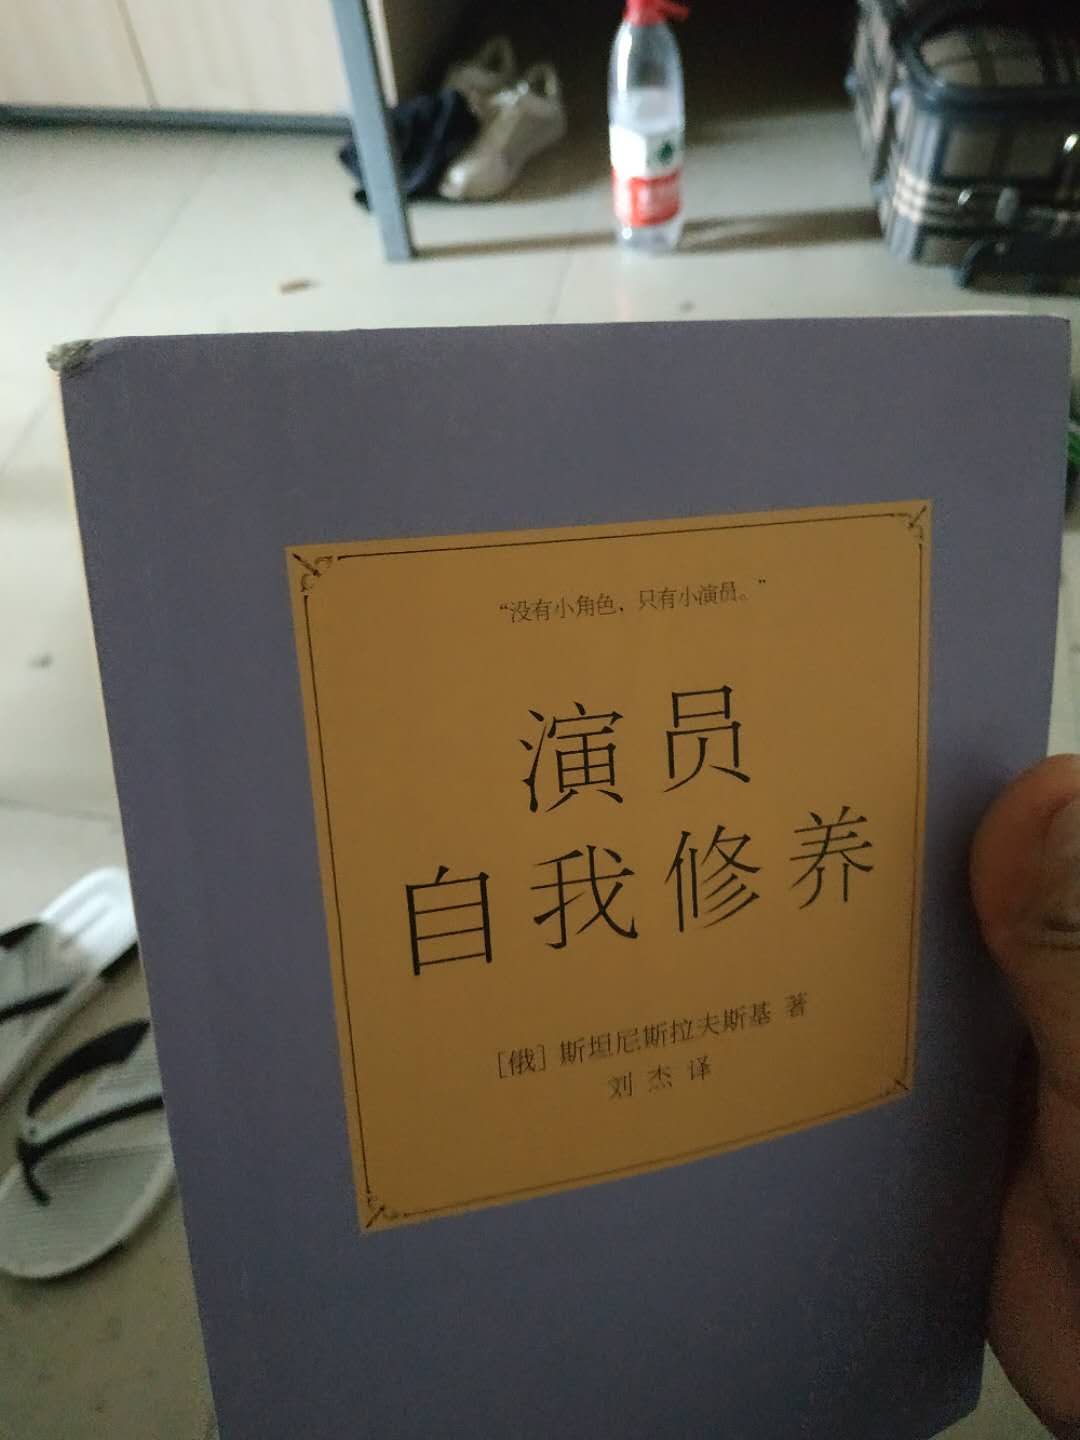 “没有小角色，只有小演员。”
演员
自我修养
[俄] 斯坦尼斯拉夫斯基 著
刘杰 译